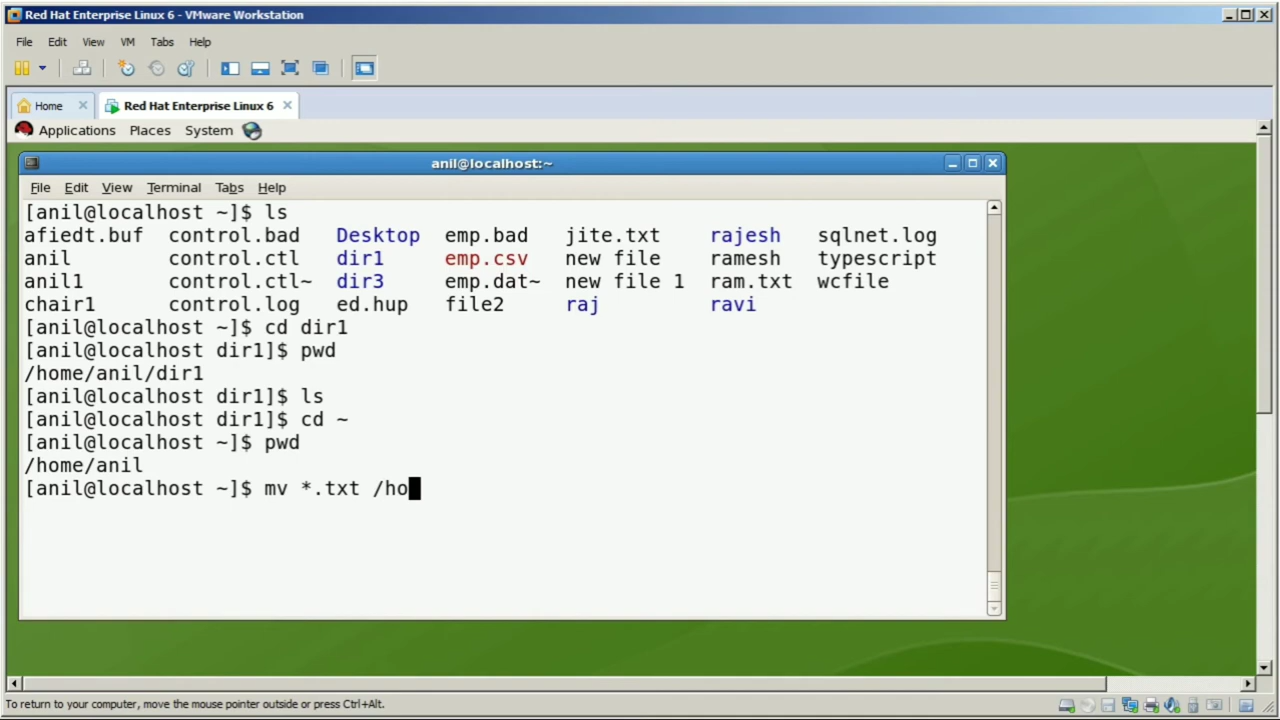 Red Hat Enterprise Linux 6 - VMware Workstation
File Edit View VM Tabs Help
Home Red Hat Enterprise Linux 6
Applications Places System
anil@localhost:~
File Edit View Terminal Tabs Help
[anil@localhost ~]$ ls
afiedt.buf control.bad Desktop emp.bad jite.txt rajesh sqlnet.log
anil control.ctl dir1 emp.csv new file ramesh typescript
anil1 control.ctl~ dir3 emp.dat~ new file 1 ram.txt wcfile
chair1 control.log ed.hup file2 raj ravi
[anil@localhost ~]$ cd dir1
[anil@localhost dir1]$ pwd
/home/anil/dir1
[anil@localhost dir1]$ ls
[anil@localhost dir1]$ cd ~
[anil@localhost ~]$ pwd
/home/anil
[anil@localhost ~]$ mv *.txt /ho
To return to your computer, move the mouse pointer outside or press Ctrl+Alt.